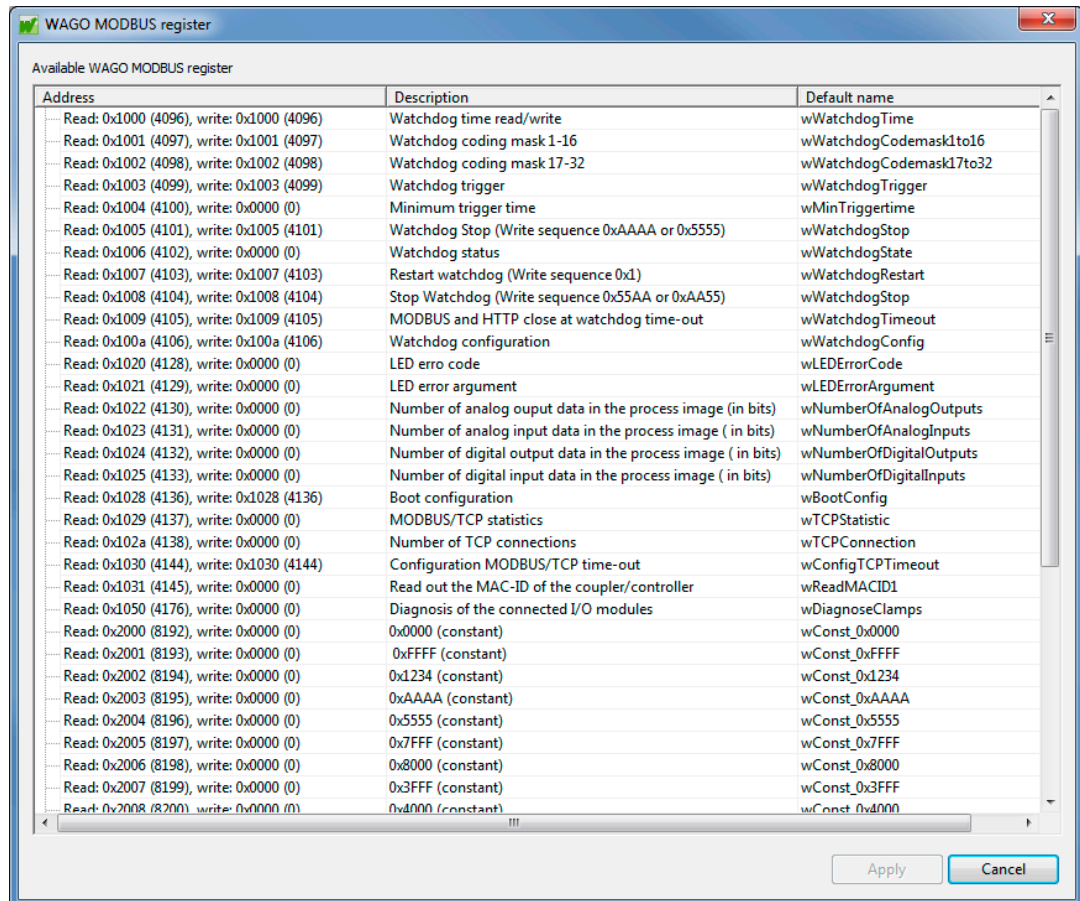 WAGO MODBUS register
Available WAGO MODBUS register
Address Description Default name
Read: 0x1000 (4096), write: 0x1000 (4096) Watchdog time read/write wWatchdogTime
Read: 0x1001 (4097), write: 0x1001 (4097) Watchdog coding mask 1-16 wWatchdogCodemask1to16
Read: 0x1002 (4098), write: 0x1002 (4098) Watchdog coding mask 17-32 wWatchdogCodemask17to32
Read: 0x1003 (4099), write: 0x1003 (4099) Watchdog trigger wWatchdogTrigger
Read: 0x1004 (4100), write: 0x0000 (0) Minimum trigger time wMinTriggertime
Read: 0x1005 (4101), write: 0x1005 (4101) Watchdog Stop (Write sequence 0xAAAA or 0x5555) wWatchdogStop
Read: 0x1006 (4102), write: 0x0000 (0) Watchdog status wWatchdogState
Read: 0x1007 (4103), write: 0x1007 (4103) Restart watchdog (Write sequence 0x1) wWatchdogRestart
Read: 0x1008 (4104), write: 0x1008 (4104) Stop Watchdog (Write sequence 0x55AA or 0xAA55) wWatchdogStop
Read: 0x1009 (4105), write: 0x1009 (4105) MODBUS and HTTP close at watchdog time-out wWatchdogTimeout
Read: 0x100a (4106), write: 0x100a (4106) Watchdog configuration wWatchdogConfig
Read: 0x1020 (4128), write: 0x0000 (0) LED erro code wLEDErrorCode
Read: 0x1021 (4129), write: 0x0000 (0) LED error argument wLEDErrorArgument
Read: 0x1022 (4130), write: 0x0000 (0) Number of analog ouput data in the process image (in bits) wNumberOfAnalogOutputs
Read: 0x1023 (4131), write: 0x0000 (0) Number of analog input data in the process image ( in bits) wNumberOfAnalogInputs
Read: 0x1024 (4132), write: 0x0000 (0) Number of digital output data in the process image ( in bits) wNumberOfDigitalOutputs
Read: 0x1025 (4133), write: 0x0000 (0) Number of digital input data in the process image ( in bits) wNumberOfDigitalInputs
Read: 0x1028 (4136), write: 0x1028 (4136) Boot configuration wBootConfig
Read: 0x1029 (4137), write: 0x0000 (0) MODBUS/TCP statistics wTCPStatistic
Read: 0x102a (4138), write: 0x0000 (0) Number of TCP connections wTCPConnection
Read: 0x1030 (4144), write: 0x1030 (4144) Configuration MODBUS/TCP time-out wConfigTCPTimeout
Read: 0x1031 (4145), write: 0x0000 (0) Read out the MAC-ID of the coupler/controller wReadMACID1
Read: 0x1050 (4176), write: 0x0000 (0) Diagnosis of the connected I/O modules wDiagnoseClamps
Read: 0x2000 (8192), write: 0x0000 (0) 0x0000 (constant) wConst_0x0000
Read: 0x2001 (8193), write: 0x0000 (0) 0xFFFF (constant) wConst_0xFFFF
Read: 0x2002 (8194), write: 0x0000 (0) 0x1234 (constant) wConst_0x1234
Read: 0x2003 (8195), write: 0x0000 (0) 0xAAAA (constant) wConst_0xAAAA
Read: 0x2004 (8196), write: 0x0000 (0) 0x5555 (constant) wConst_0x5555
Read: 0x2005 (8197), write: 0x0000 (0) 0x7FFF (constant) wConst_0x7FFF
Read: 0x2006 (8198), write: 0x0000 (0) 0x8000 (constant) wConst_0x8000
Read: 0x2007 (8199), write: 0x0000 (0) 0x3FFF (constant) wConst_0x3FFF
Read: 0x2008 (8200), write: 0x0000 (0) 0x4000 (constant) wConst_0x4000
Apply Cancel